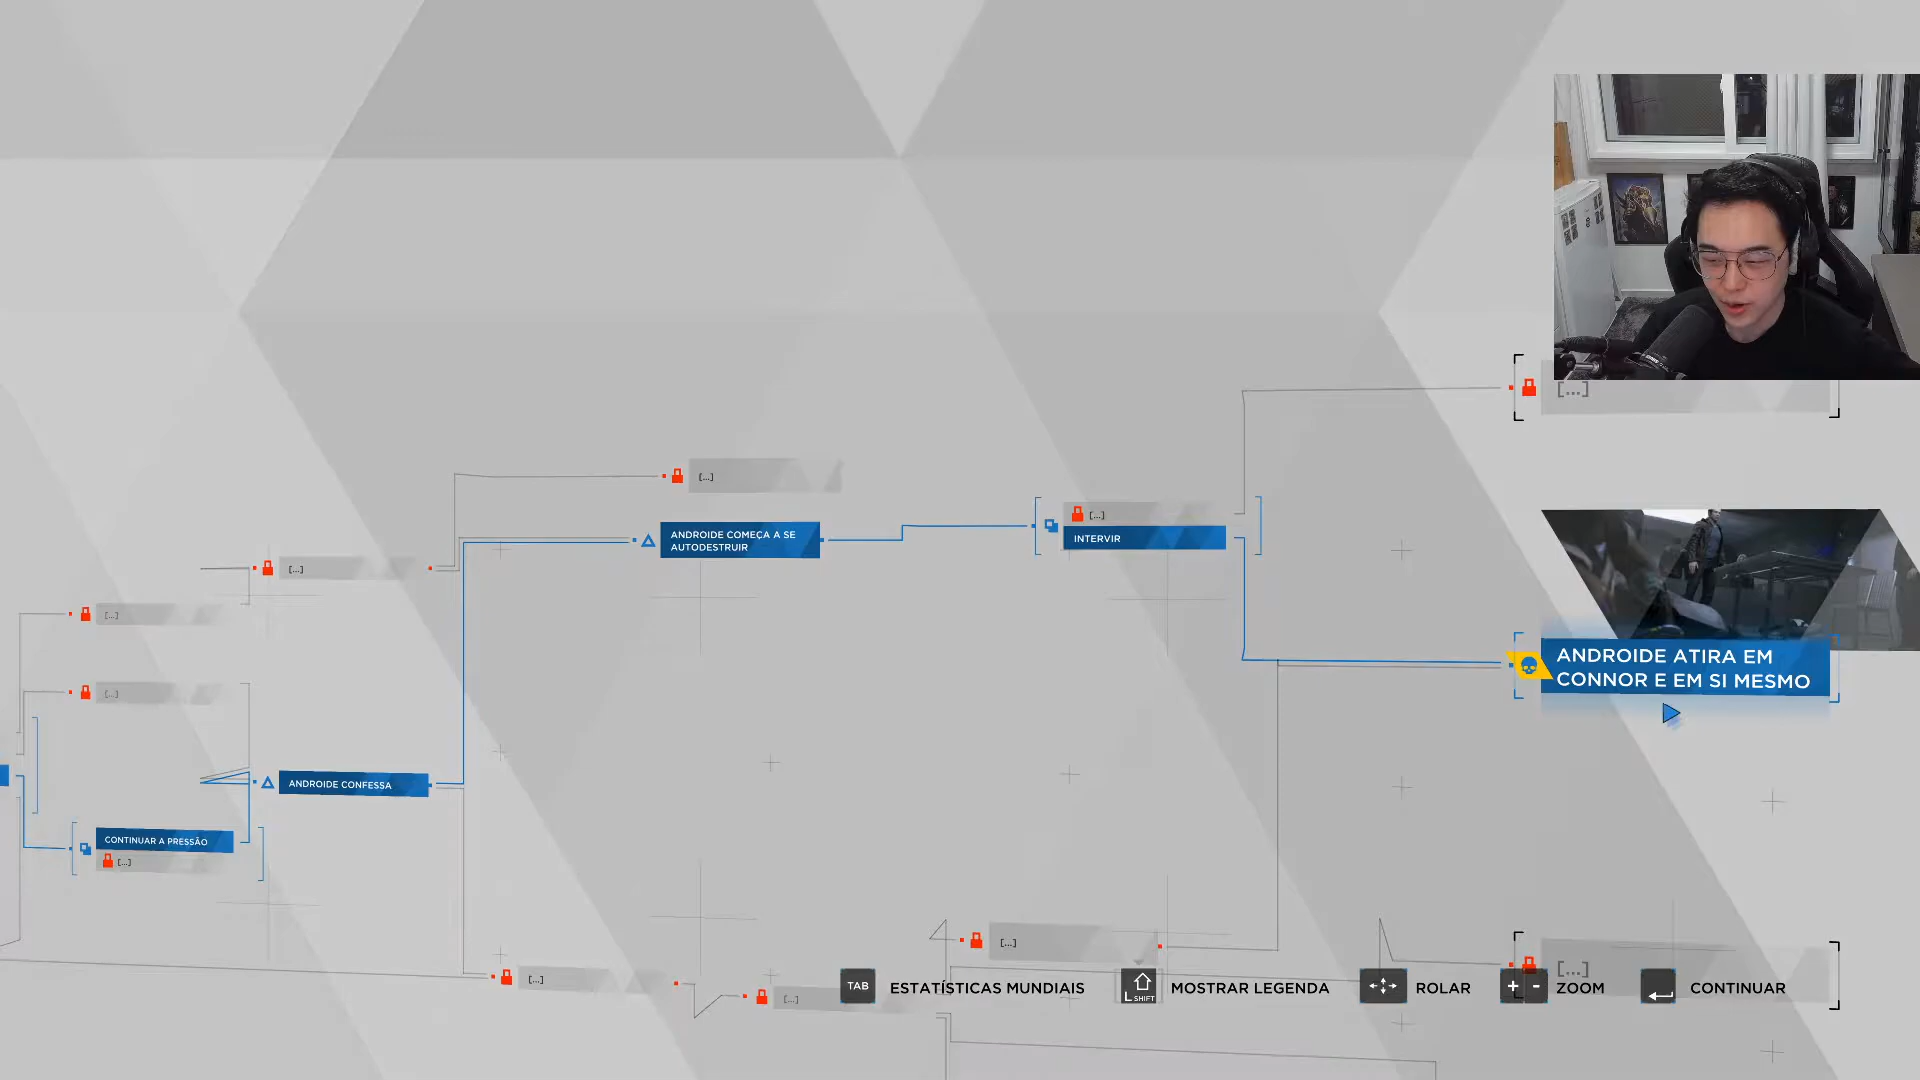 [...]
[...]
ANDROIDE COMEÇA A SE
AUTODESTRUIR
[...]
INTERVIR
[...]
[...]
ANDROIDE ATIRA EM
CONNOR E EM SI MESMO
[...]
ANDROIDE CONFESSA
CONTINUAR A PRESSÃO
[...]
[...]
[...]
[...]
[...]
TAB ESTATÍSTICAS MUNDIAIS
L SHIFT MOSTRAR LEGENDA
ROLAR
+ - ZOOM
CONTINUAR